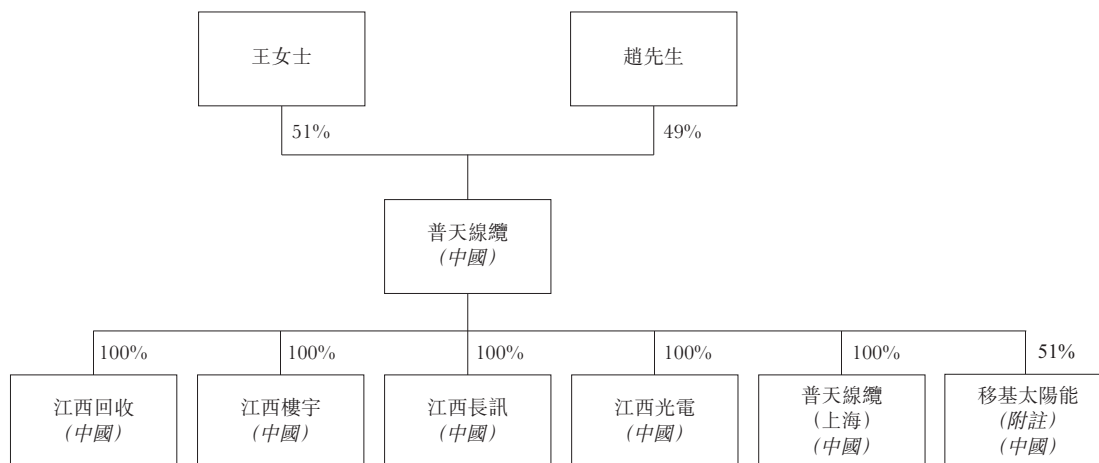 王女士
趙先生
51%
49%
普天線纜
(中國)
100%
100%
100%
100%
100%
51%
江西回收
(中國)
江西樓宇
(中國)
江西長訊
(中國)
江西光電
(中國)
普天線纜
(上海)
(中國)
移基太陽能
(附註)
(中國)